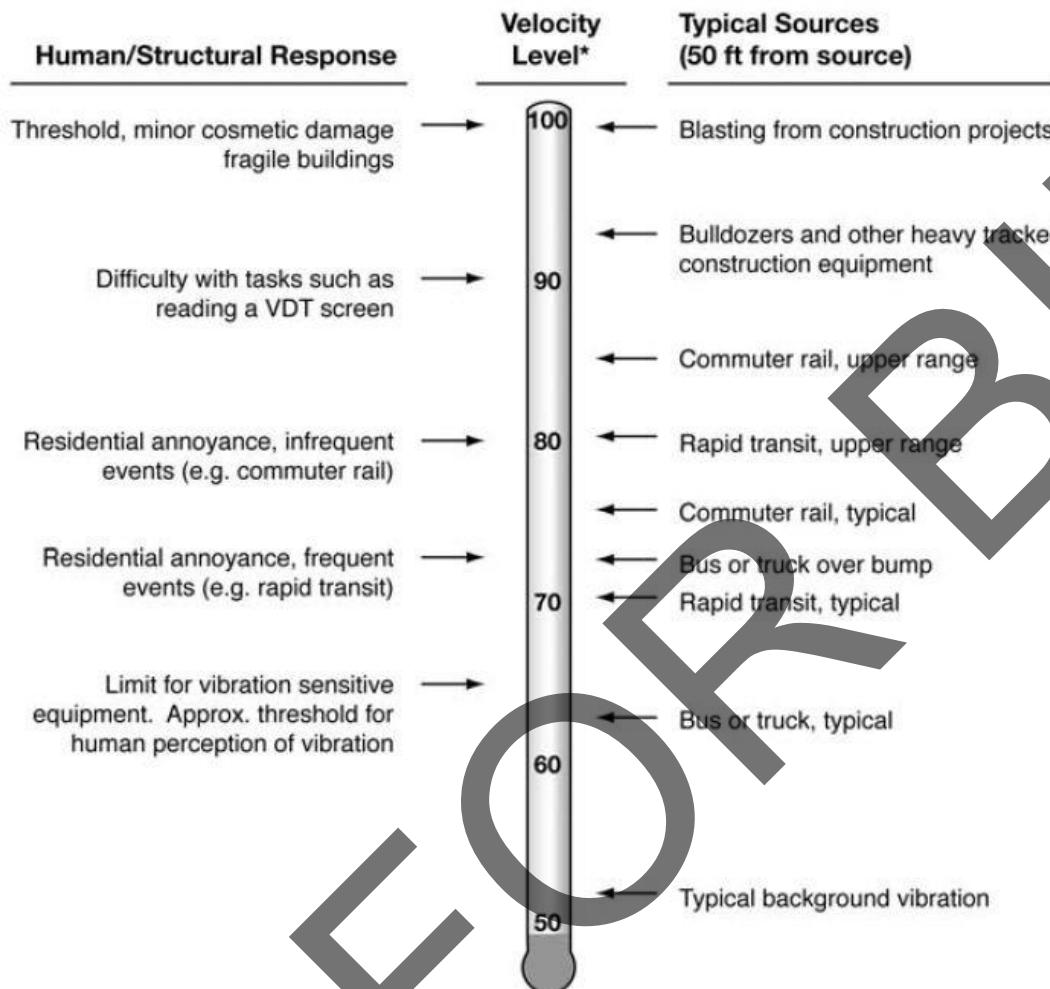 Human/Structural Response
Velocity
Level*
Typical Sources
(50 ft from source)
Threshold, minor cosmetic damage
fragile buildings
100
Blasting from construction projects
Bulldozers and other heavy tracke
construction equipment
Difficulty with tasks such as
reading a VDT screen
90
Commuter rail, upper range
Residential annoyance, infrequent
events (e.g. commuter rail)
80
Rapid transit, upper range
Commuter rail, typical
Residential annoyance, frequent
events (e.g. rapid transit)
Bus or truck over bump
70
Rapid transit, typical
Limit for vibration sensitive
equipment. Approx. threshold for
human perception of vibration
Bus or truck, typical
60
Typical background vibration
50
FOR